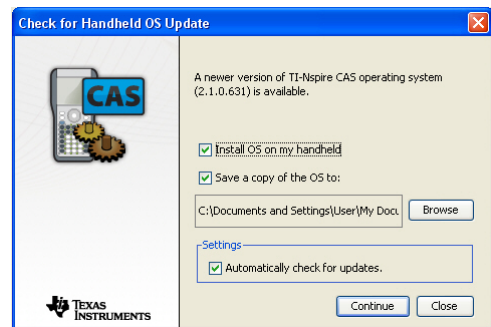 Check for Handheld OS Update
CAS
A newer version of TI-Nspire CAS operating system
(2.1.0.631) is available.
Install OS on my handheld
Save a copy of the OS to:
C:\Documents and Settings\User\My Docu
Browse
Settings
Automatically check for updates.
TEXAS
INSTRUMENTS
Continue
Close